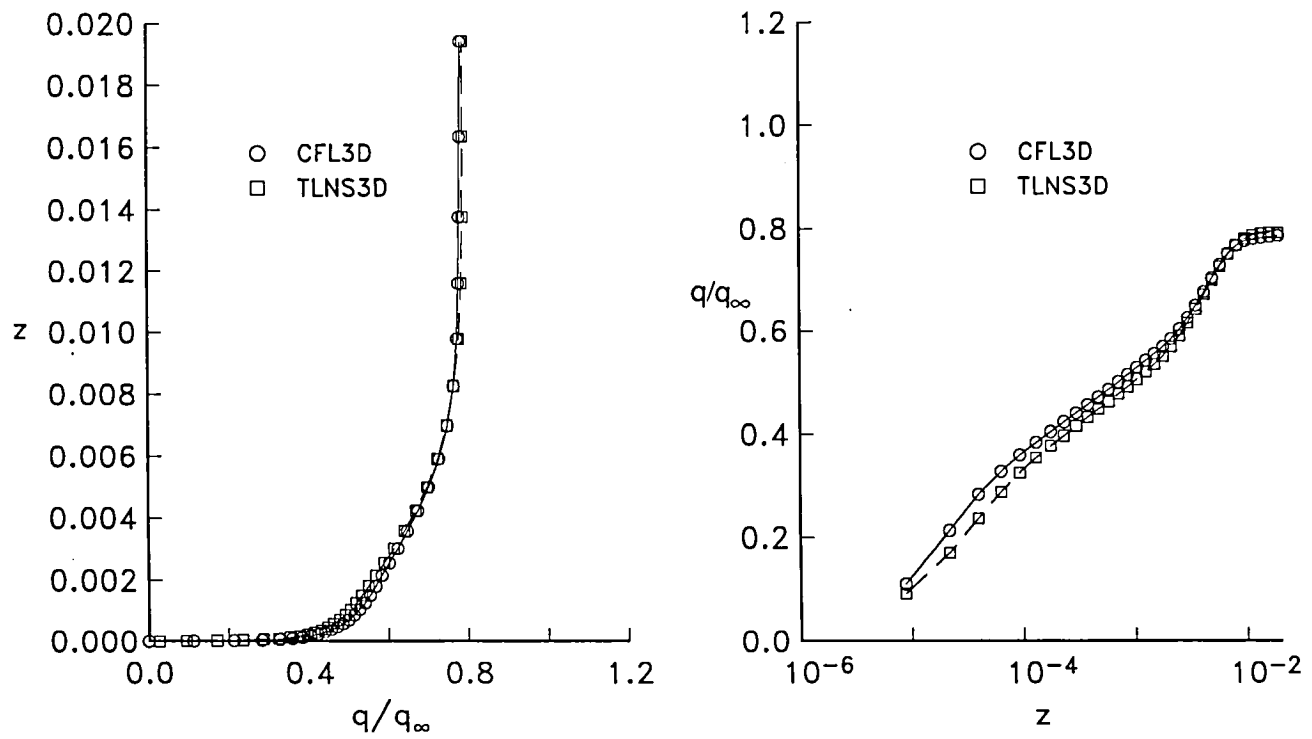 0.020
0.018
0.016
0.014
0.012
z 0.010
0.008
0.006
0.004
0.002
0.000
○ CFL3D
□ TLNS3D
0.0 0.4 0.8 1.2
q/q∞
1.2
1.0
0.8
q/q∞
0.6
0.4
0.2
0.0
○ CFL3D
□ TLNS3D
10⁻⁶ 10⁻⁴ 10⁻²
z